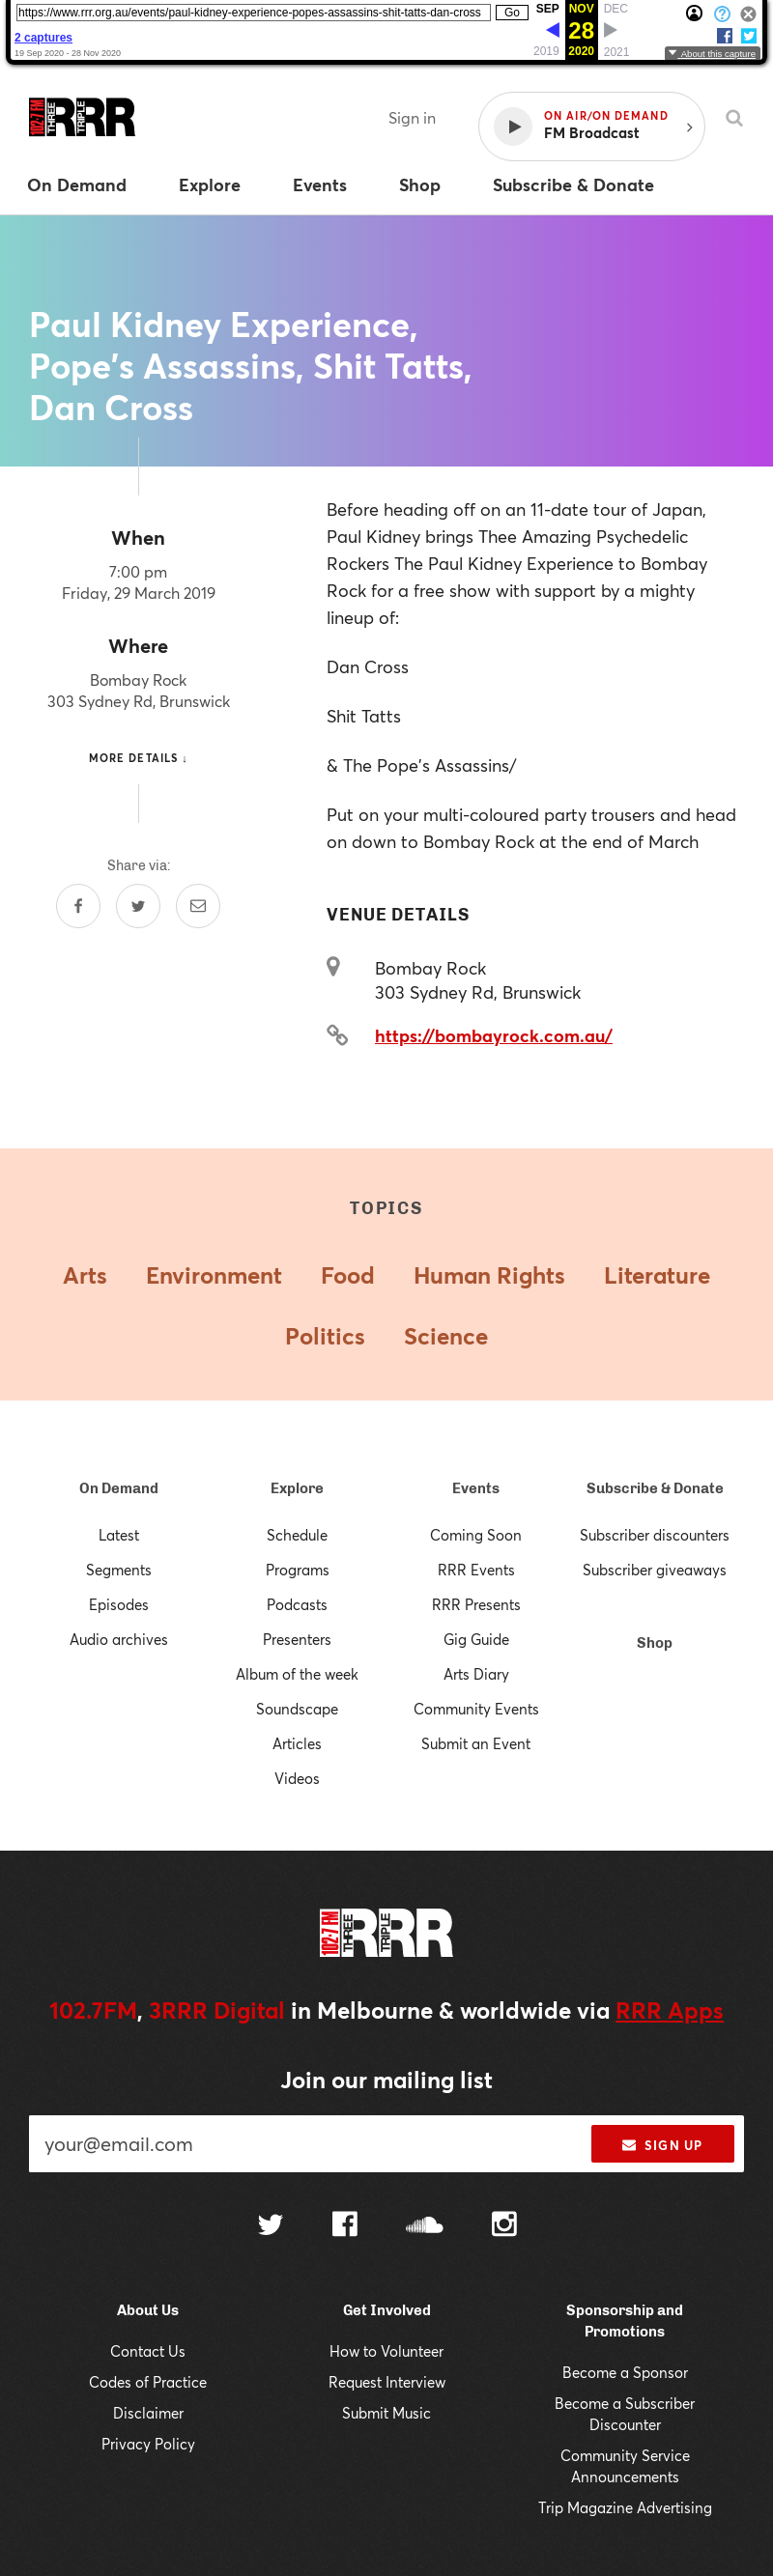 https://www.rrr.org.au/events/paul-kidney-experience-popes-assassins-shit-tatts-dan-cross Go SEP NOV DEC
2 captures 28
19 Sep 2020 - 28 Nov 2020 2019 2020 2021 About this capture
102.7 FM THREE TRIPLE RRR
Sign in
ON AIR/ON DEMAND
FM Broadcast
On Demand Explore Events Shop Subscribe & Donate
Paul Kidney Experience,
Pope's Assassins, Shit Tatts,
Dan Cross
When
7:00 pm
Friday, 29 March 2019
Where
Bombay Rock
303 Sydney Rd, Brunswick
MORE DETAILS ↓
Share via:
Before heading off on an 11-date tour of Japan,
Paul Kidney brings Thee Amazing Psychedelic
Rockers The Paul Kidney Experience to Bombay
Rock for a free show with support by a mighty
lineup of:
Dan Cross
Shit Tatts
& The Pope's Assassins/
Put on your multi-coloured party trousers and head
on down to Bombay Rock at the end of March
VENUE DETAILS
Bombay Rock
303 Sydney Rd, Brunswick
https://bombayrock.com.au/
TOPICS
Arts Environment Food Human Rights Literature
Politics Science
On Demand
Latest
Segments
Episodes
Audio archives
Explore
Schedule
Programs
Podcasts
Presenters
Album of the week
Soundscape
Articles
Videos
Events
Coming Soon
RRR Events
RRR Presents
Gig Guide
Arts Diary
Community Events
Submit an Event
Subscribe & Donate
Subscriber discounters
Subscriber giveaways
Shop
102.7 FM THREE TRIPLE RRR
102.7FM, 3RRR Digital in Melbourne & worldwide via RRR Apps
Join our mailing list
your@email.com SIGN UP
About Us
Contact Us
Codes of Practice
Disclaimer
Privacy Policy
Get Involved
How to Volunteer
Request Interview
Submit Music
Sponsorship and
Promotions
Become a Sponsor
Become a Subscriber
Discounter
Community Service
Announcements
Trip Magazine Advertising